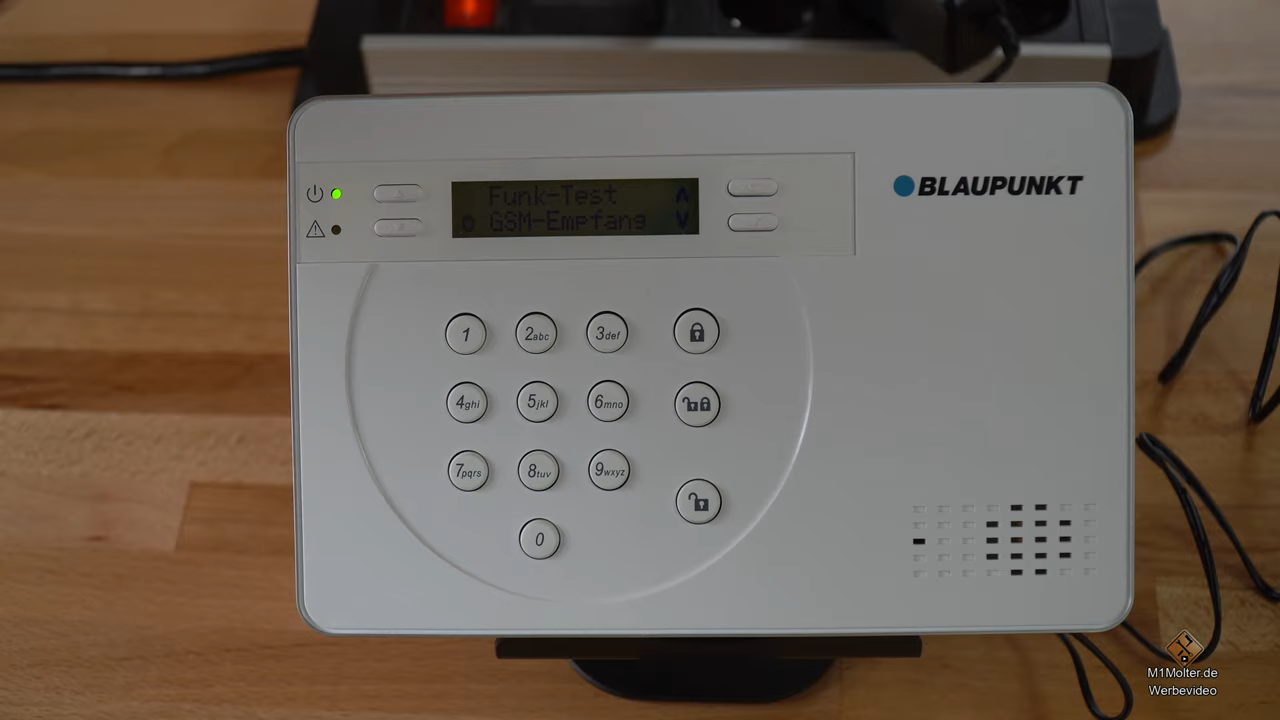 Funk-Test
GSM-Empfang
BLAUPUNKT
1
2abc
3def
4ghi
5jkl
6mno
7pqrs
8tuv
9wxyz
0
M1Molter.de
Werbevideo